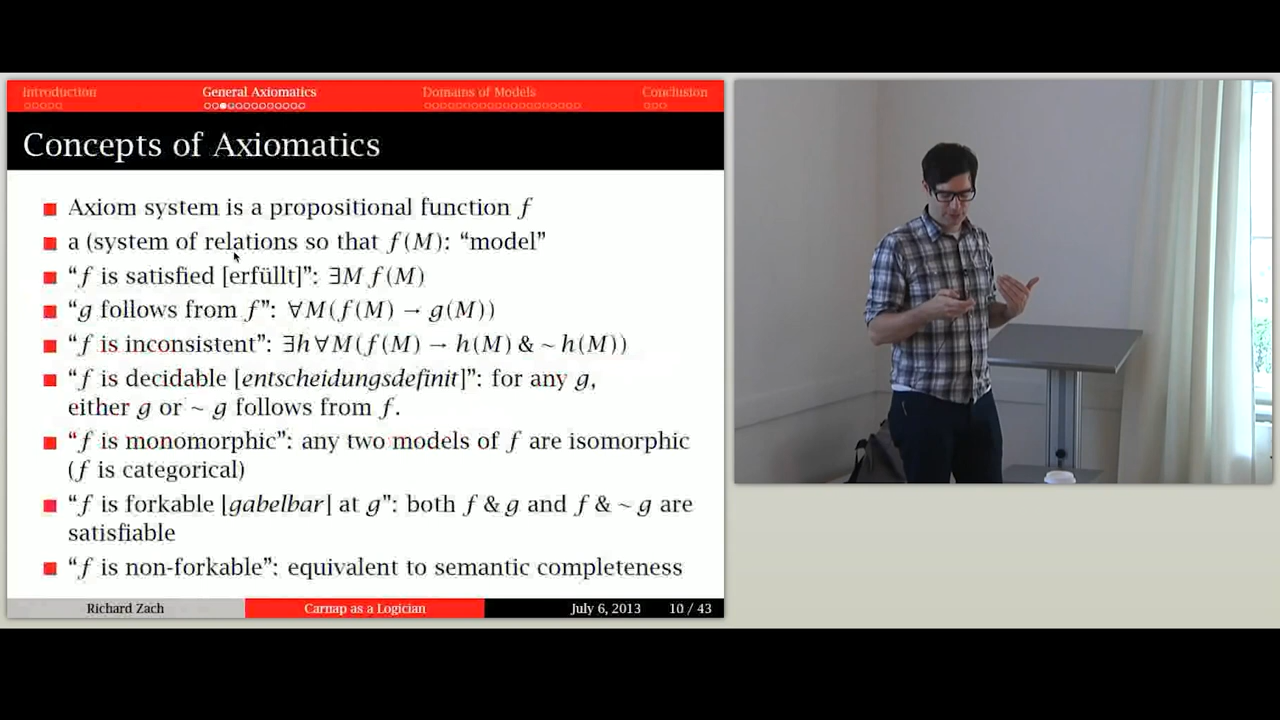 Introduction General Axiomatics Domains of Models Conclusion
Concepts of Axiomatics
Axiom system is a propositional function f
a (system of relations so that f(M): “model”
“f is satisfied [erfüllt]”: ∃M f(M)
“g follows from f”: ∀M(f(M) → g(M))
“f is inconsistent”: ∃h∀M(f(M) → h(M) & ~ h(M))
“f is decidable [entscheidungsdefinit]”: for any g,
either g or ~ g follows from f.
“f is monomorphic”: any two models of f are isomorphic
(f is categorical)
“f is forkable [gabelbar] at g”: both f & g and f & ~ g are
satisfiable
“f is non-forkable”: equivalent to semantic completeness
Richard Zach Carnap as a Logician July 6, 2013 10 / 43